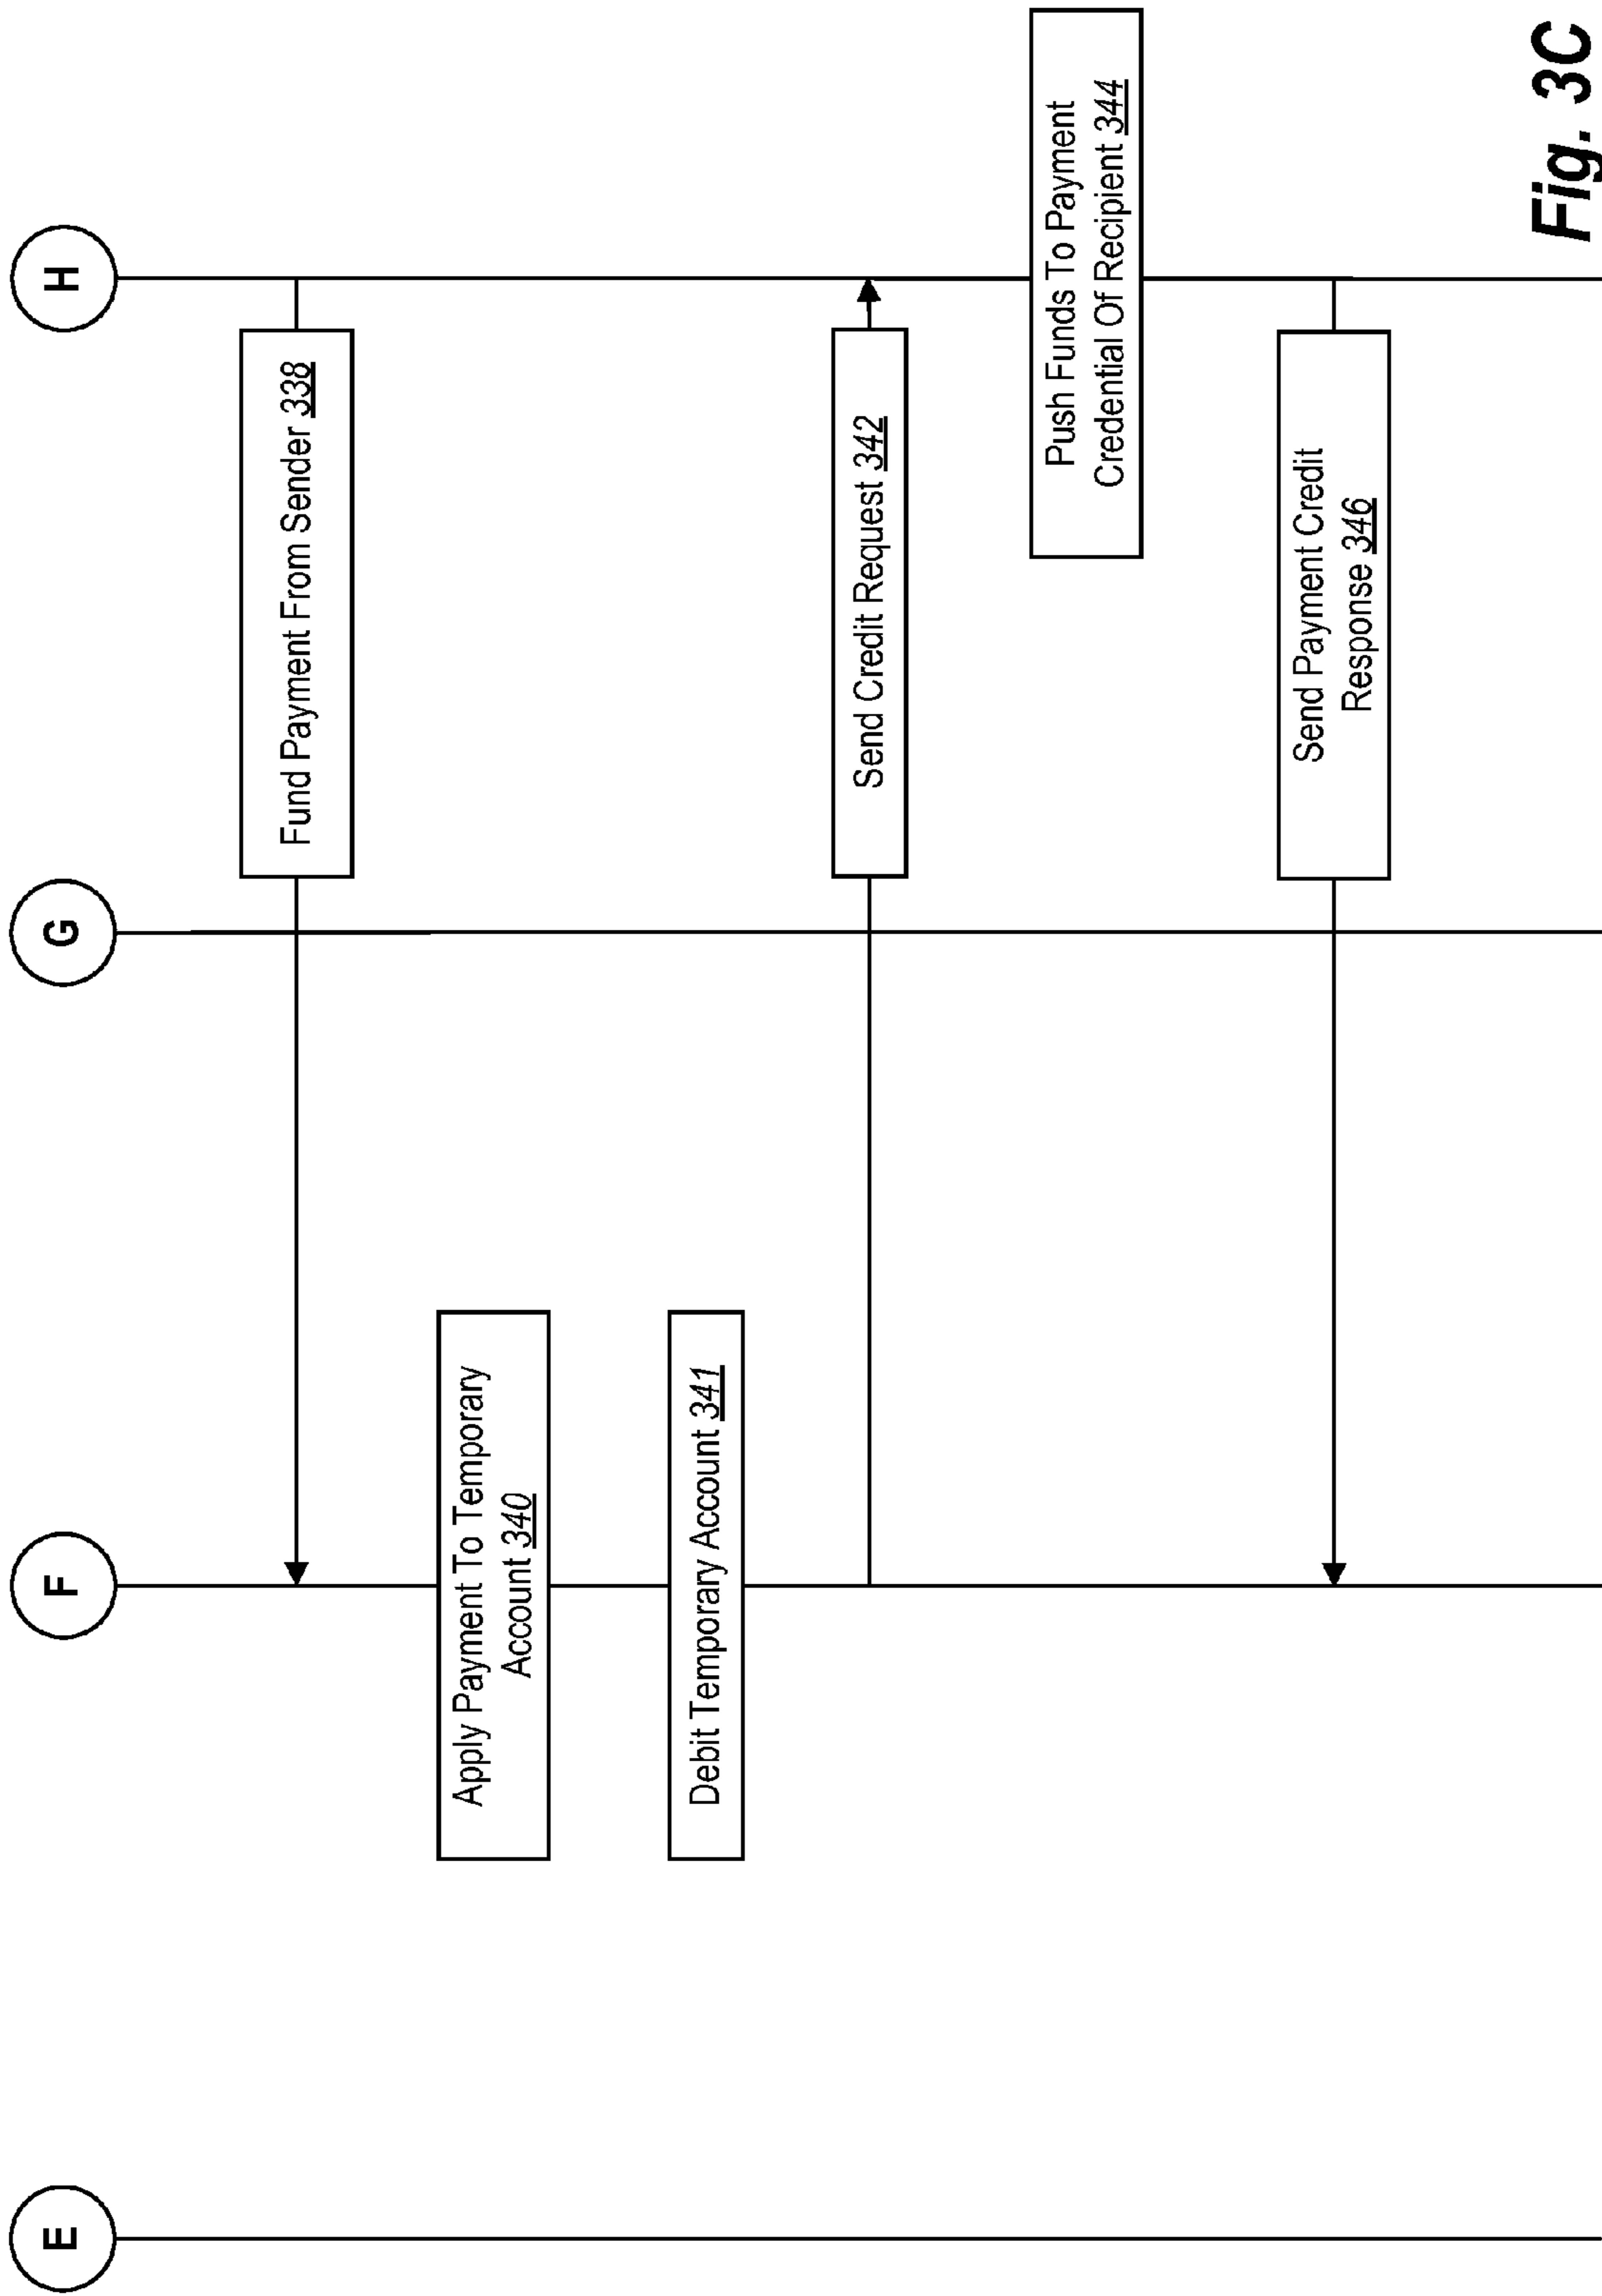 E
F
G
H
Fund Payment From Sender 338
Apply Payment To Temporary
Account 340
Debit Temporary Account 341
Send Credit Request 342
Push Funds To Payment
Credential Of Recipient 344
Send Payment Credit
Response 346
Fig. 3C